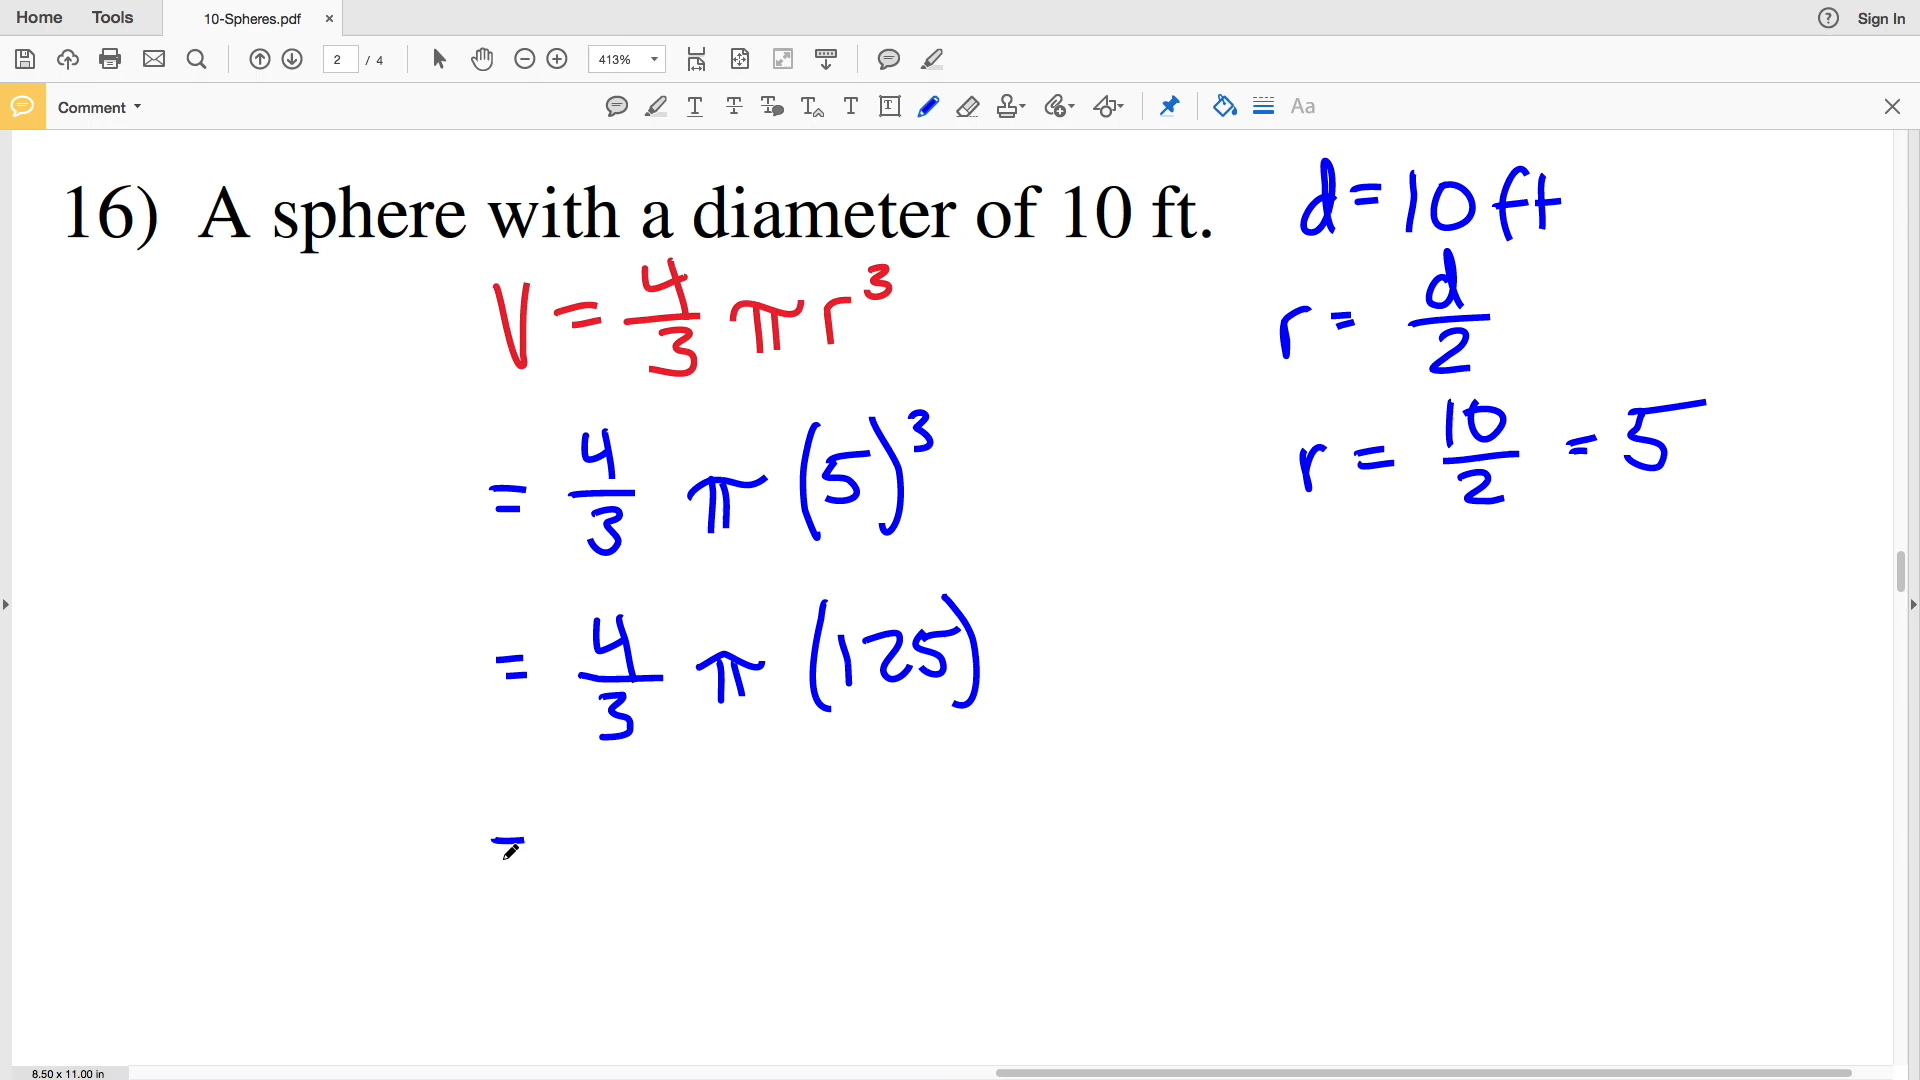 Home Tools 10-Spheres.pdf × ? Sign In
2 / 4 413%
Comment T T T T T T Aa
16) A sphere with a diameter of 10 ft.
d = 10 ft
V = 4/3 π r³
r = d/2
= 4/3 π (5)³
r = 10/2 = 5
= 4/3 π (125)
=
8.50 x 11.00 in